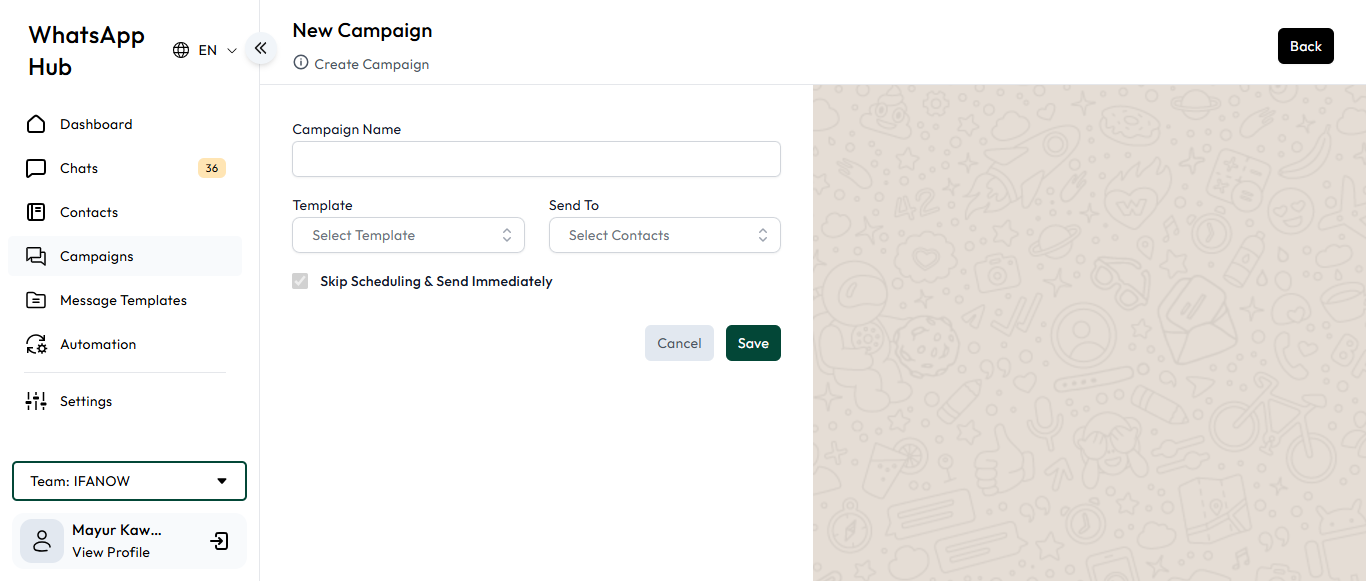 WhatsApp
Hub
EN
Dashboard
Chats
36
Contacts
Campaigns
Message Templates
Automation
Settings
Team: IFANOW
Mayur Kaw...
View Profile
New Campaign
Create Campaign
Back
Campaign Name
Template
Send To
Select Template
Select Contacts
Skip Scheduling & Send Immediately
Cancel
Save